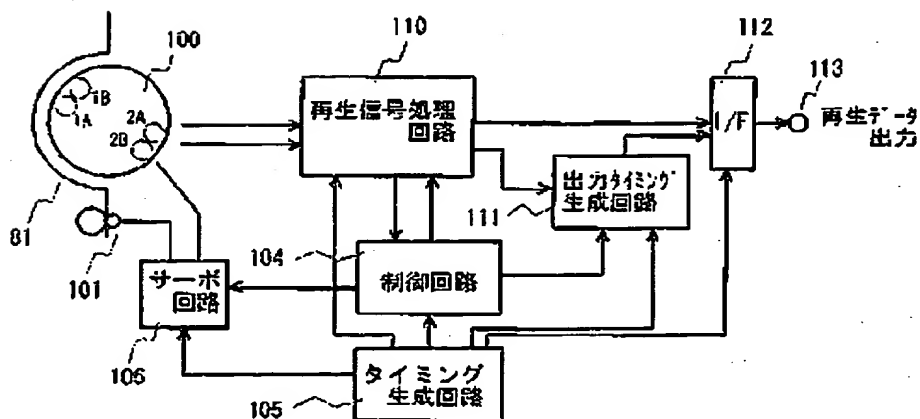 110
112
100
113
1B
1A
2A
2B
再生信号処理
回路
I/F
再生データ
出力
出力タイミング
生成回路
111
81
101
104
制御回路
サーボ
回路
106
タイミング
生成回路
105